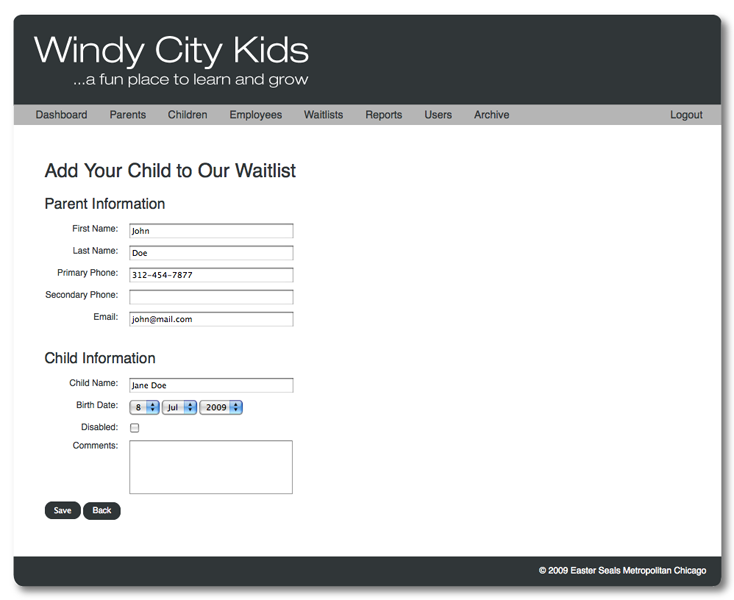 Windy City Kids
...a fun place to learn and grow
Dashboard Parents Children Employees Waitlists Reports Users Archive Logout
Add Your Child to Our Waitlist
Parent Information
First Name: John
Last Name: Doe
Primary Phone: 312-454-7877
Secondary Phone:
Email: john@mail.com
Child Information
Child Name: Jane Doe
Birth Date: 8 Jul 2009
Disabled:
Comments:
Save Back
© 2009 Easter Seals Metropolitan Chicago